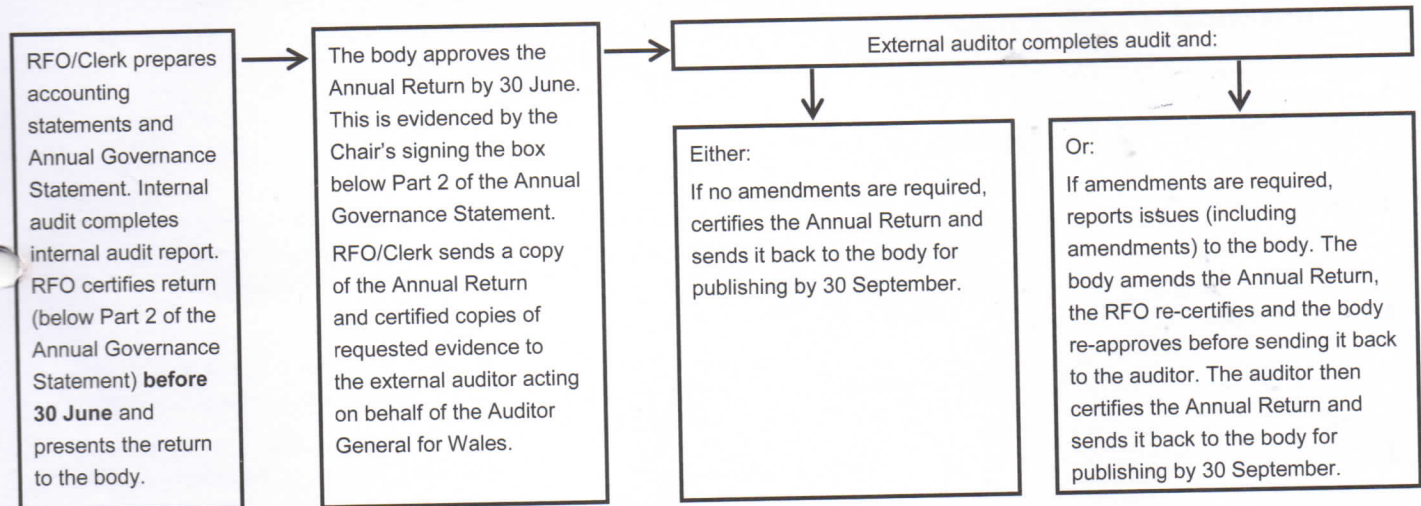 RFO/Clerk prepares
accounting
statements and
Annual Governance
Statement. Internal
audit completes
internal audit report.
RFO certifies return
(below Part 2 of the
Annual Governance
Statement) before
30 June and
presents the return
to the body.
The body approves the
Annual Return by 30 June.
This is evidenced by the
Chair's signing the box
below Part 2 of the Annual
Governance Statement.
RFO/Clerk sends a copy
of the Annual Return
and certified copies of
requested evidence to
the external auditor acting
on behalf of the Auditor
General for Wales.
External auditor completes audit and:
Either:
If no amendments are required,
certifies the Annual Return and
sends it back to the body for
publishing by 30 September.
Or:
If amendments are required,
reports issues (including
amendments) to the body. The
body amends the Annual Return,
the RFO re-certifies and the body
re-approves before sending it back
to the auditor. The auditor then
certifies the Annual Return and
sends it back to the body for
publishing by 30 September.